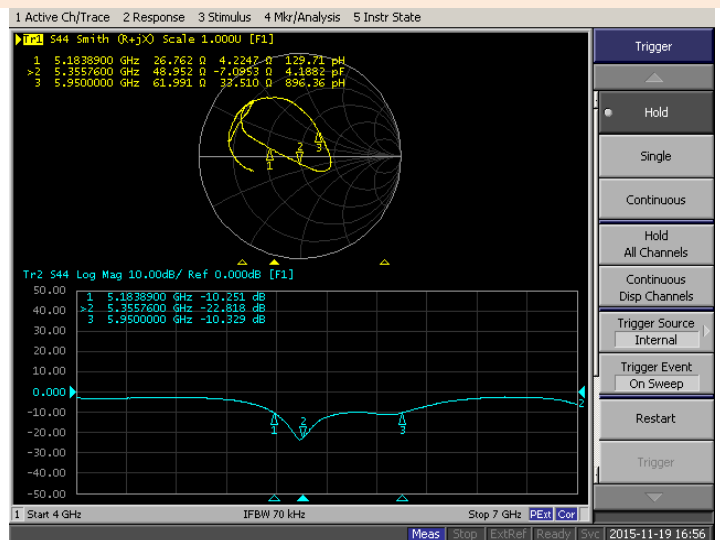 1 Active Ch/Trace 2 Response 3 Stimulus 4 Mkr/Analysis 5 Instr State
Tr1 S44 Smith (R+jX) Scale 1.000U [F1]
1 5.1838900 GHz 26.762 Ω 4.2247 Ω 129.71 pH
>2 5.3557600 GHz 48.952 Ω -7.0953 Ω 4.1882 pF
3 5.9500000 GHz 61.991 Ω 33.510 Ω 896.36 pH
1
2
3
Tr2 S44 Log Mag 10.00dB/ Ref 0.000dB [F1]
50.00
1 5.1838900 GHz -10.251 dB
40.00
>2 5.3557600 GHz -22.818 dB
3 5.9500000 GHz -10.329 dB
30.00
20.00
10.00
0.000
2
-10.00
1
2
3
-20.00
-30.00
-40.00
-50.00
1 Start 4 GHz IFBW 70 kHz Stop 7 GHz PExt Cor
Trigger
Hold
Single
Continuous
Hold
All Channels
Continuous
Disp Channels
Trigger Source
Internal
Trigger Event
On Sweep
Restart
Trigger
Meas Stop ExtRef Ready Svc 2015-11-19 16:56